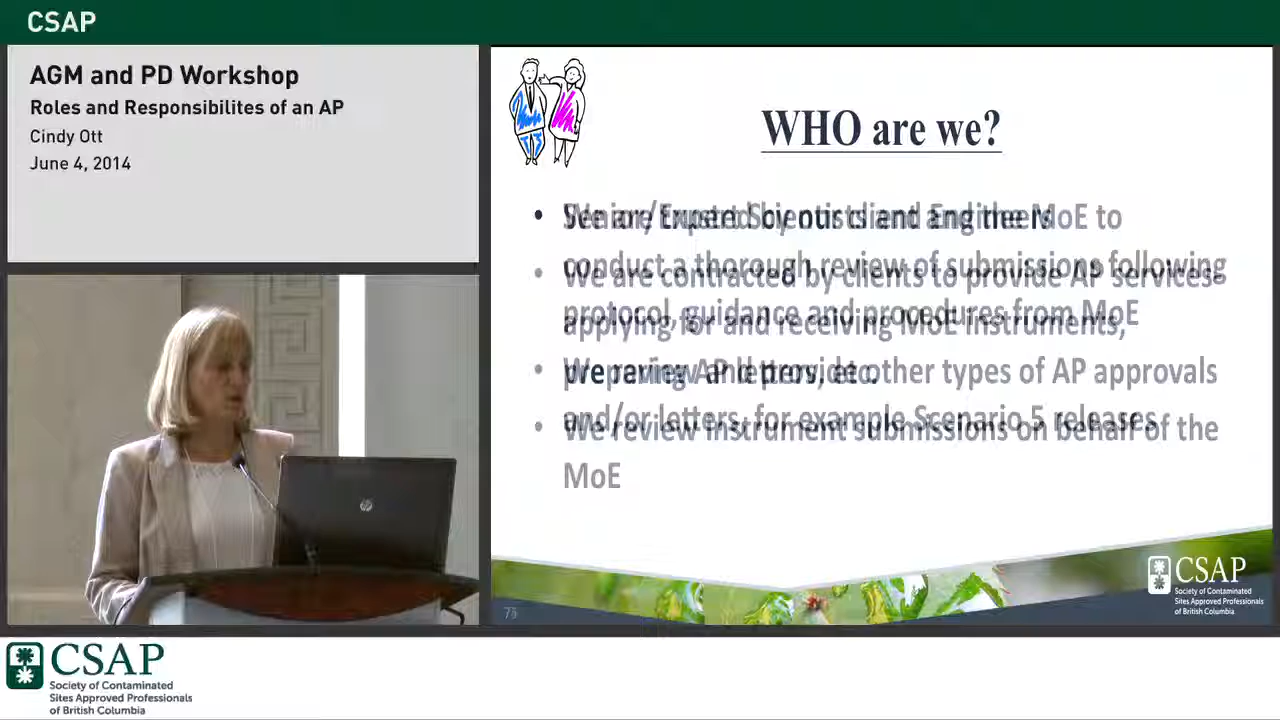 CSAP
AGM and PD Workshop
Roles and Responsibilites of an AP
Cindy Ott
June 4, 2014
WHO are we?
• Senior/Expert Scientists and Engineers
• We are contracted by clients to provide AP services-
applying for and receiving MoE instruments,
preparing AP letters, etc.
• We review instrument submissions on behalf of the
MoE
• We are trusted by our client and the MoE to
conduct a thorough review of submissions following
protocol, guidance and procedures from MoE
• We review and provide other types of AP approvals
and/or letters, for example Scenario 5 releases
CSAP
Society of Contaminated
Sites Approved Professionals
of British Columbia
CSAP
Society of Contaminated
Sites Approved Professionals
of British Columbia